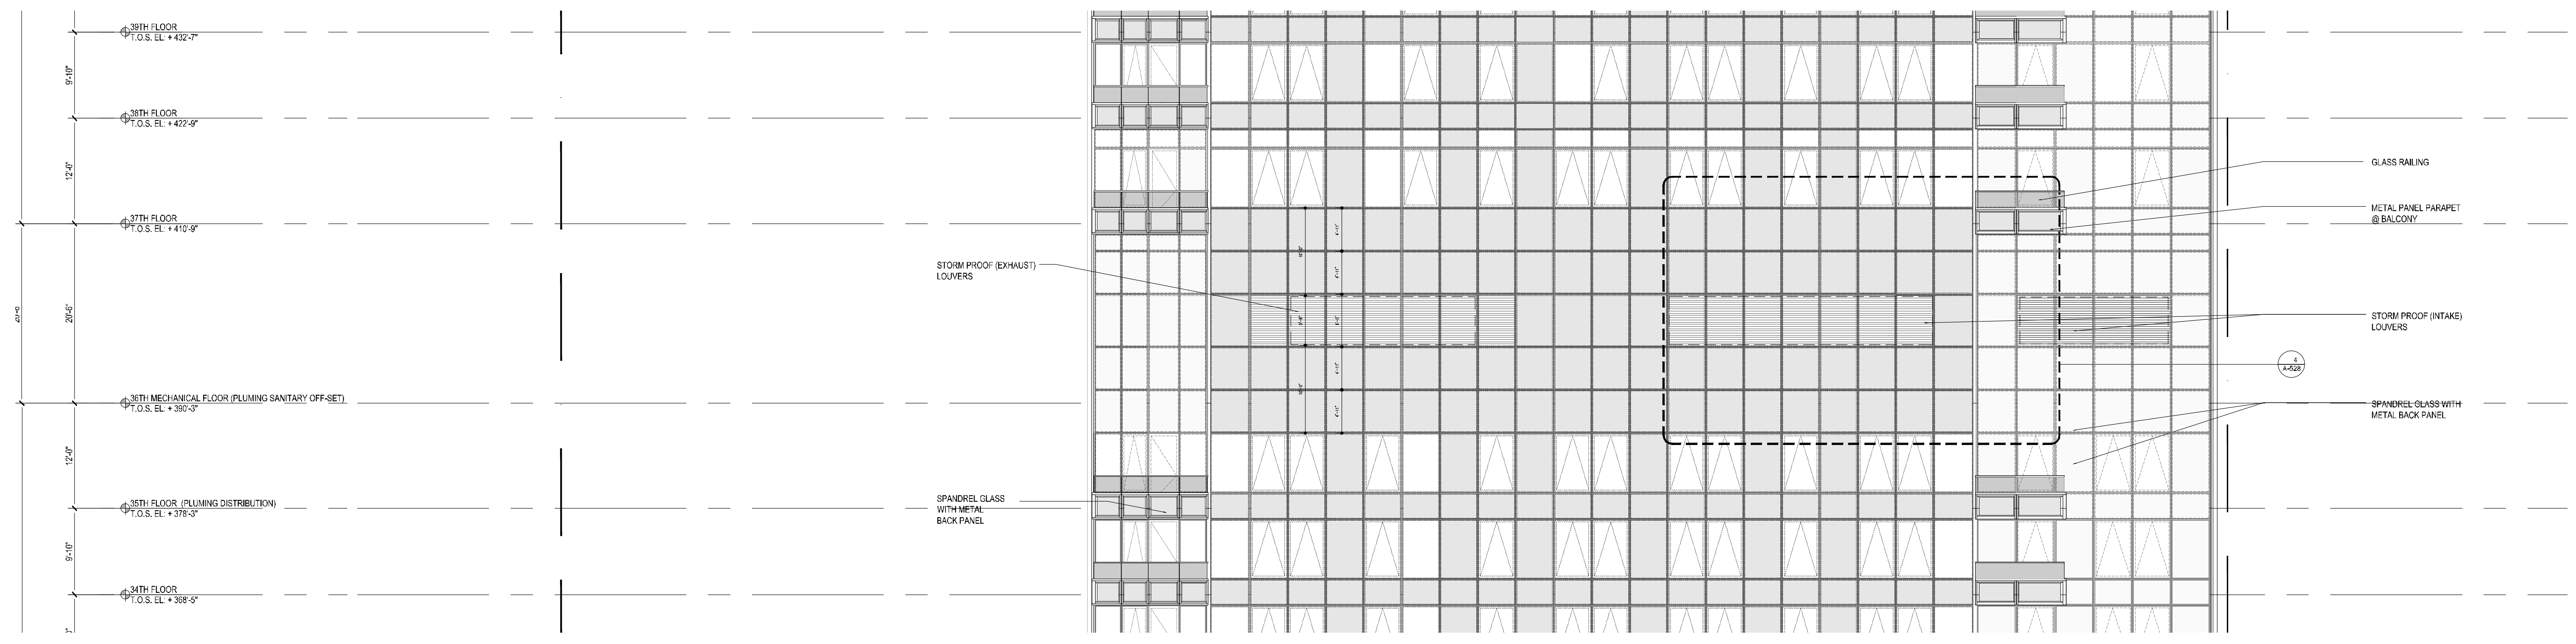 39TH FLOOR
T.O.S. EL: + 432'-7"
9'-10"
38TH FLOOR
T.O.S. EL: + 422'-9"
12'-0"
37TH FLOOR
T.O.S. EL: + 410'-9"
20'-6"
36TH MECHANICAL FLOOR (PLUMING SANITARY OFF-SET)
T.O.S. EL: + 390'-3"
12'-0"
35TH FLOOR (PLUMING DISTRIBUTION)
T.O.S. EL: + 378'-3"
9'-10"
34TH FLOOR
T.O.S. EL: + 368'-5"
STORM PROOF (EXHAUST)
LOUVERS
SPANDREL GLASS
WITH METAL
BACK PANEL
GLASS RAILING
METAL PANEL PARAPET
@ BALCONY
STORM PROOF (INTAKE)
LOUVERS
4
A-528
SPANDREL GLASS WITH
METAL BACK PANEL